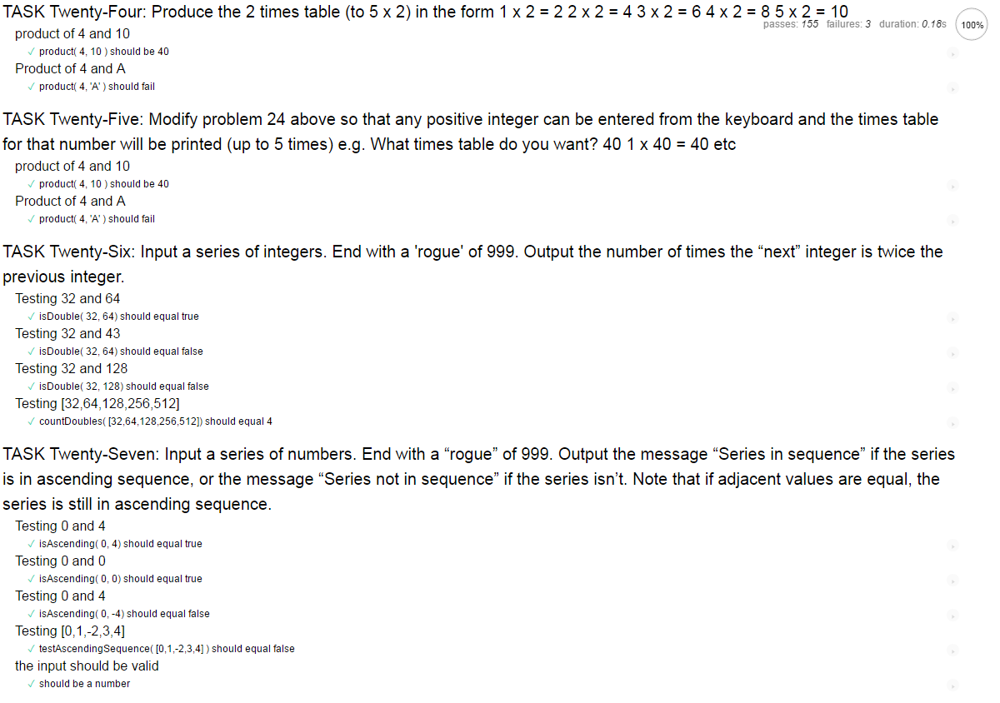 TASK Twenty-Four: Produce the 2 times table (to 5 x 2) in the form 1 x 2 = 2 2 x 2 = 4 3 x 2 = 6 4 x 2 = 8 5 x 2 = 10
passes: 155 failures: 3 duration: 0.18s 100%
product of 4 and 10
✓ product( 4, 10 ) should be 40
Product of 4 and A
✓ product( 4, 'A' ) should fail
TASK Twenty-Five: Modify problem 24 above so that any positive integer can be entered from the keyboard and the times table
for that number will be printed (up to 5 times) e.g. What times table do you want? 40 1 x 40 = 40 etc
product of 4 and 10
✓ product( 4, 10 ) should be 40
Product of 4 and A
✓ product( 4, 'A' ) should fail
TASK Twenty-Six: Input a series of integers. End with a 'rogue' of 999. Output the number of times the “next” integer is twice the
previous integer.
Testing 32 and 64
✓ isDouble( 32, 64) should equal true
Testing 32 and 43
✓ isDouble( 32, 64) should equal false
Testing 32 and 128
✓ isDouble( 32, 128) should equal false
Testing [32,64,128,256,512]
✓ countDoubles( [32,64,128,256,512]) should equal 4
TASK Twenty-Seven: Input a series of numbers. End with a “rogue” of 999. Output the message “Series in sequence” if the series
is in ascending sequence, or the message “Series not in sequence” if the series isn’t. Note that if adjacent values are equal, the
series is still in ascending sequence.
Testing 0 and 4
✓ isAscending( 0, 4) should equal true
Testing 0 and 0
✓ isAscending( 0, 0) should equal true
Testing 0 and 4
✓ isAscending( 0, -4) should equal false
Testing [0,1,-2,3,4]
✓ testAscendingSequence( [0,1,-2,3,4] ) should equal false
the input should be valid
✓ should be a number